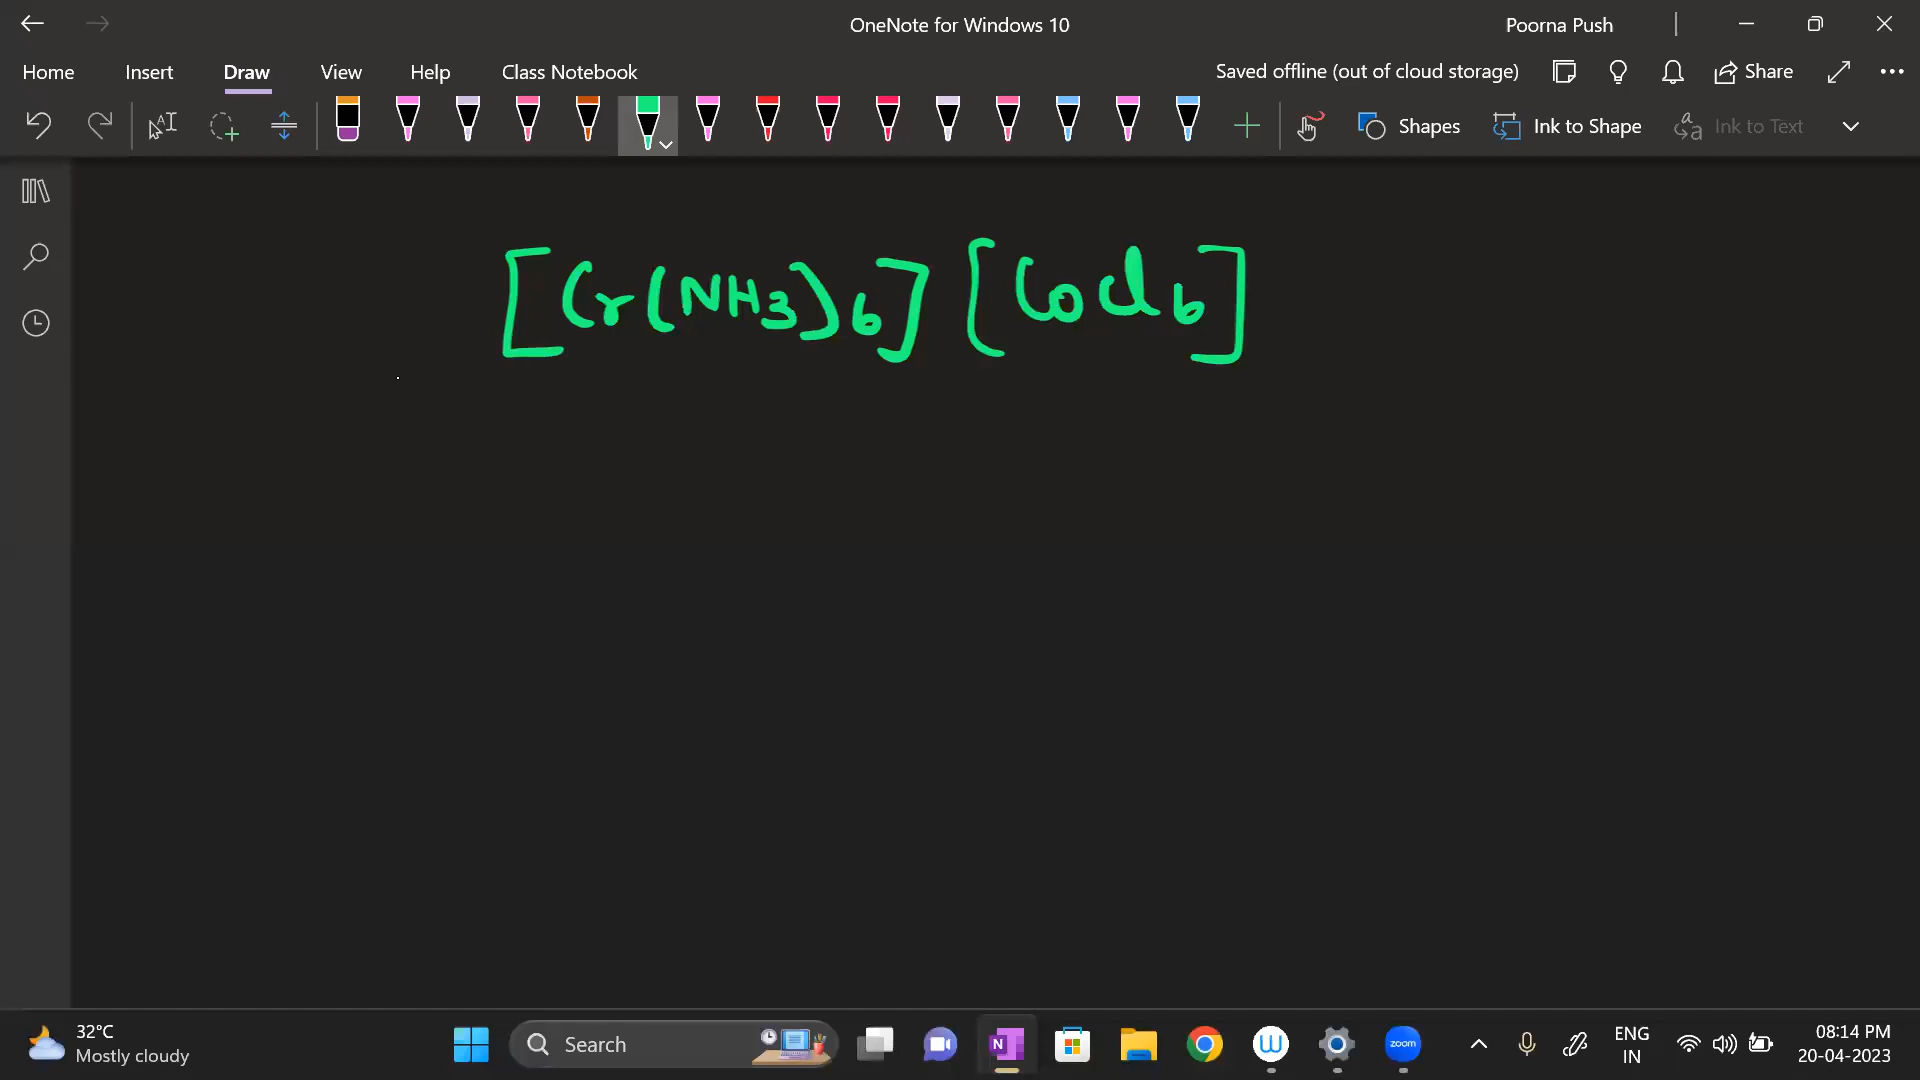 OneNote for Windows 10
Poorna Push
Home Insert Draw View Help Class Notebook
Saved offline (out of cloud storage) Share
Shapes Ink to Shape Ink to Text
[Cr(NH3)6] [CoCl6]
32°C
Mostly cloudy
Search
zoom
ENG
IN
08:14 PM
20-04-2023